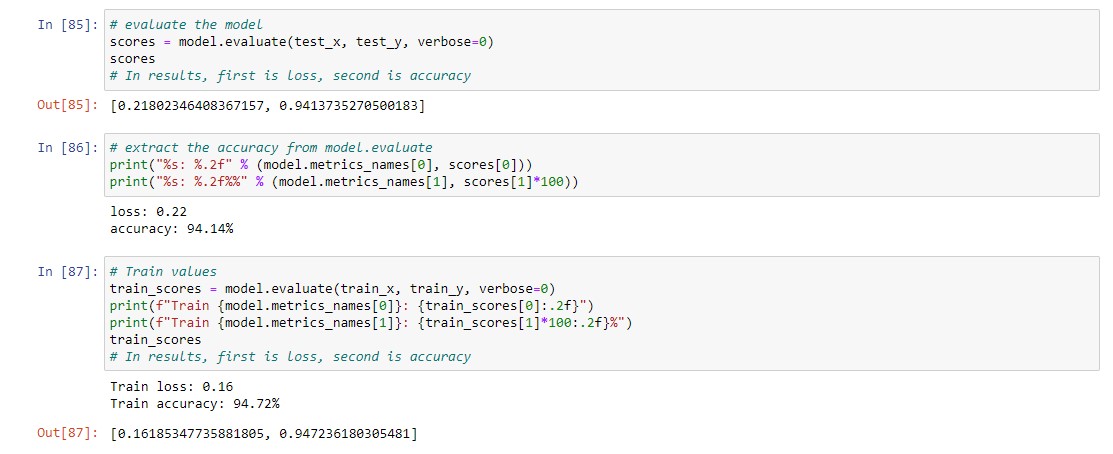 In [85]: # evaluate the model
scores = model.evaluate(test_x, test_y, verbose=0)
scores
# In results, first is loss, second is accuracy
Out[85]: [0.21802346408367157, 0.9413735270500183]
In [86]: # extract the accuracy from model.evaluate
print("%s: %.2f" % (model.metrics_names[0], scores[0]))
print("%s: %.2f%%" % (model.metrics_names[1], scores[1]*100))
loss: 0.22
accuracy: 94.14%
In [87]: # Train values
train_scores = model.evaluate(train_x, train_y, verbose=0)
print(f"Train {model.metrics_names[0]}: {train_scores[0]:.2f}")
print(f"Train {model.metrics_names[1]}: {train_scores[1]*100:.2f}%")
train_scores
# In results, first is loss, second is accuracy
Train loss: 0.16
Train accuracy: 94.72%
Out[87]: [0.16185347735881805, 0.947236180305481]